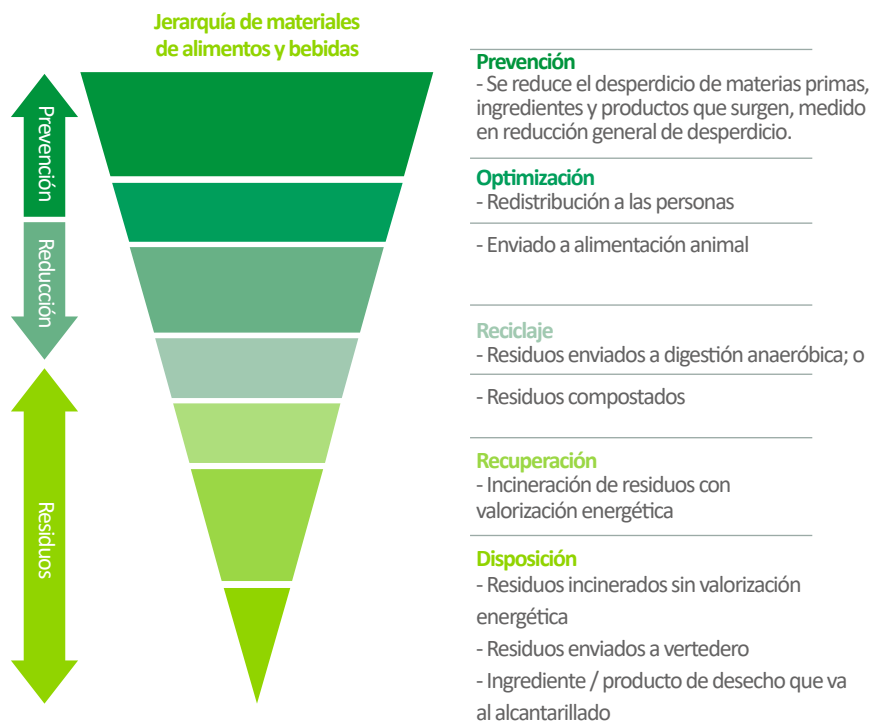 Jerarquía de materiales
de alimentos y bebidas
Prevención
Reducción
Residuos
Prevención
- Se reduce el desperdicio de materias primas,
ingredientes y productos que surgen, medido
en reducción general de desperdicio.
Optimización
- Redistribución a las personas
- Enviado a alimentación animal
Reciclaje
- Residuos enviados a digestión anaeróbica; o
- Residuos compostados
Recuperación
- Incineración de residuos con
valorización energética
Disposición
- Residuos incinerados sin valorización
energética
- Residuos enviados a vertedero
- Ingrediente / producto de desecho que va
al alcantarillado